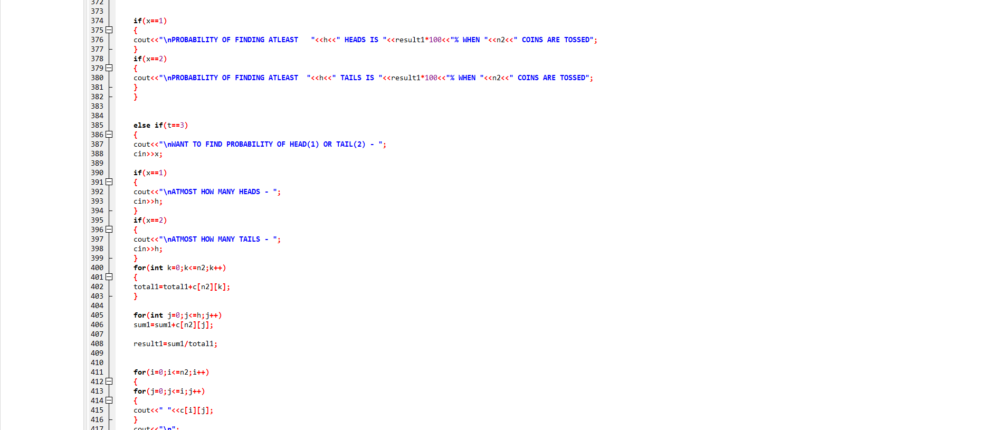 372
373
374 if(x==1)
375 {
376 cout<<"\nPROBABILITY OF FINDING ATLEAST   "<<h<<" HEADS IS "<<result1*100<<"% WHEN "<<n2<<" COINS ARE TOSSED";
377 }
378 if(x==2)
379 {
380 cout<<"\nPROBABILITY OF FINDING ATLEAST  "<<h<<" TAILS IS "<<result1*100<<"% WHEN "<<n2<<" COINS ARE TOSSED";
381 }
382 }
383
384
385 else if(t==3)
386 {
387 cout<<"\nWANT TO FIND PROBABILITY OF HEAD(1) OR TAIL(2) - ";
388 cin>>x;
389
390 if(x==1)
391 {
392 cout<<"\nATMOST HOW MANY HEADS - ";
393 cin>>h;
394 }
395 if(x==2)
396 {
397 cout<<"\nATMOST HOW MANY TAILS - ";
398 cin>>h;
399 }
400 for(int k=0;k<=n2;k++)
401 {
402 total1=total1+c[n2][k];
403 }
404
405 for(int j=0;j<=h;j++)
406 sum1=sum1+c[n2][j];
407
408 result1=sum1/total1;
409
410
411 for(i=0;i<=n2;i++)
412 {
413 for(j=0;j<=i;j++)
414 {
415 cout<<" "<<c[i][j];
416 }
417 cout<<"\n";